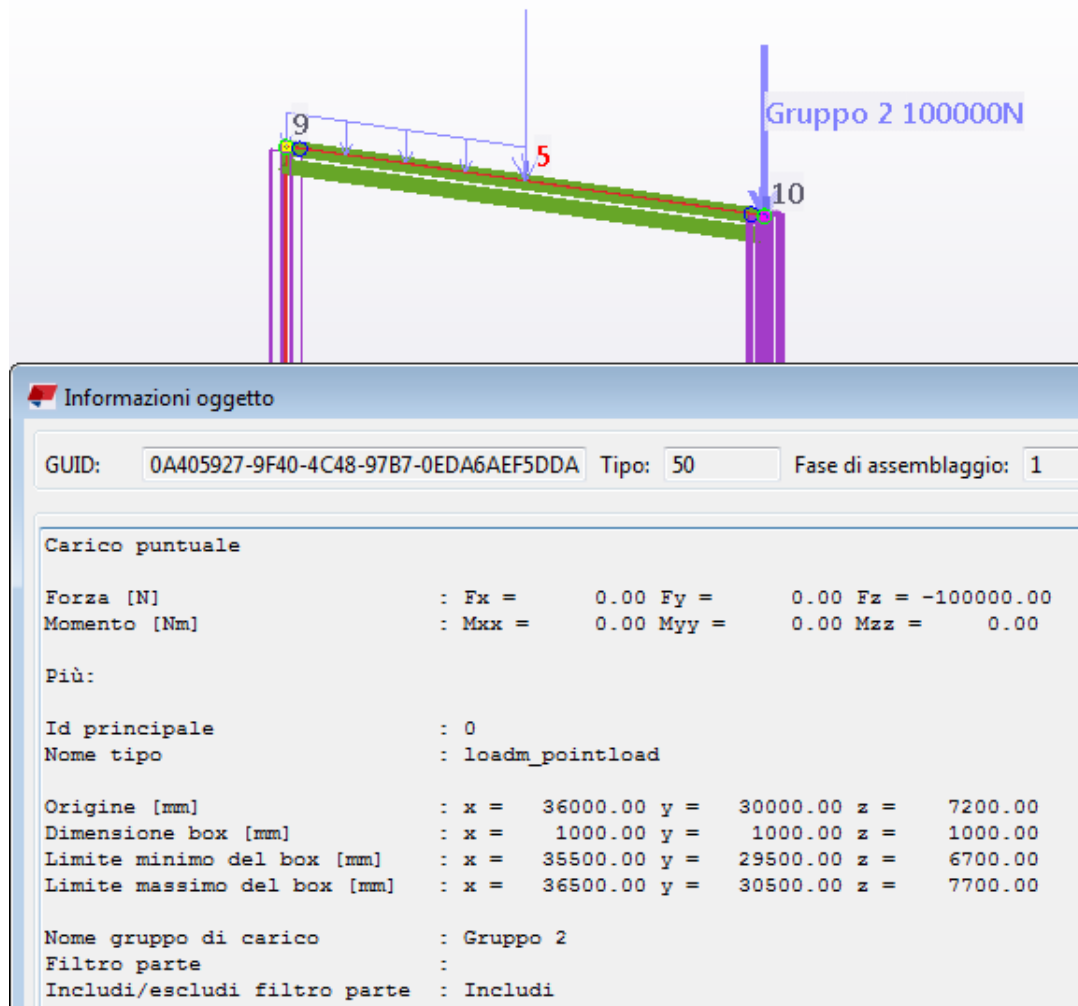 9
5
Gruppo 2 100000N
10
Informazioni oggetto
GUID: 0A405927-9F40-4C48-97B7-0EDA6AEF5DDA Tipo: 50 Fase di assemblaggio: 1
Carico puntuale
Forza [N] : Fx = 0.00 Fy = 0.00 Fz = -100000.00
Momento [Nm] : Mxx = 0.00 Myy = 0.00 Mzz = 0.00
Più:
Id principale : 0
Nome tipo : loadm_pointload
Origine [mm] : x = 36000.00 y = 30000.00 z = 7200.00
Dimensione box [mm] : x = 1000.00 y = 1000.00 z = 1000.00
Limite minimo del box [mm] : x = 35500.00 y = 29500.00 z = 6700.00
Limite massimo del box [mm] : x = 36500.00 y = 30500.00 z = 7700.00
Nome gruppo di carico : Gruppo 2
Filtro parte :
Includi/escludi filtro parte : Includi